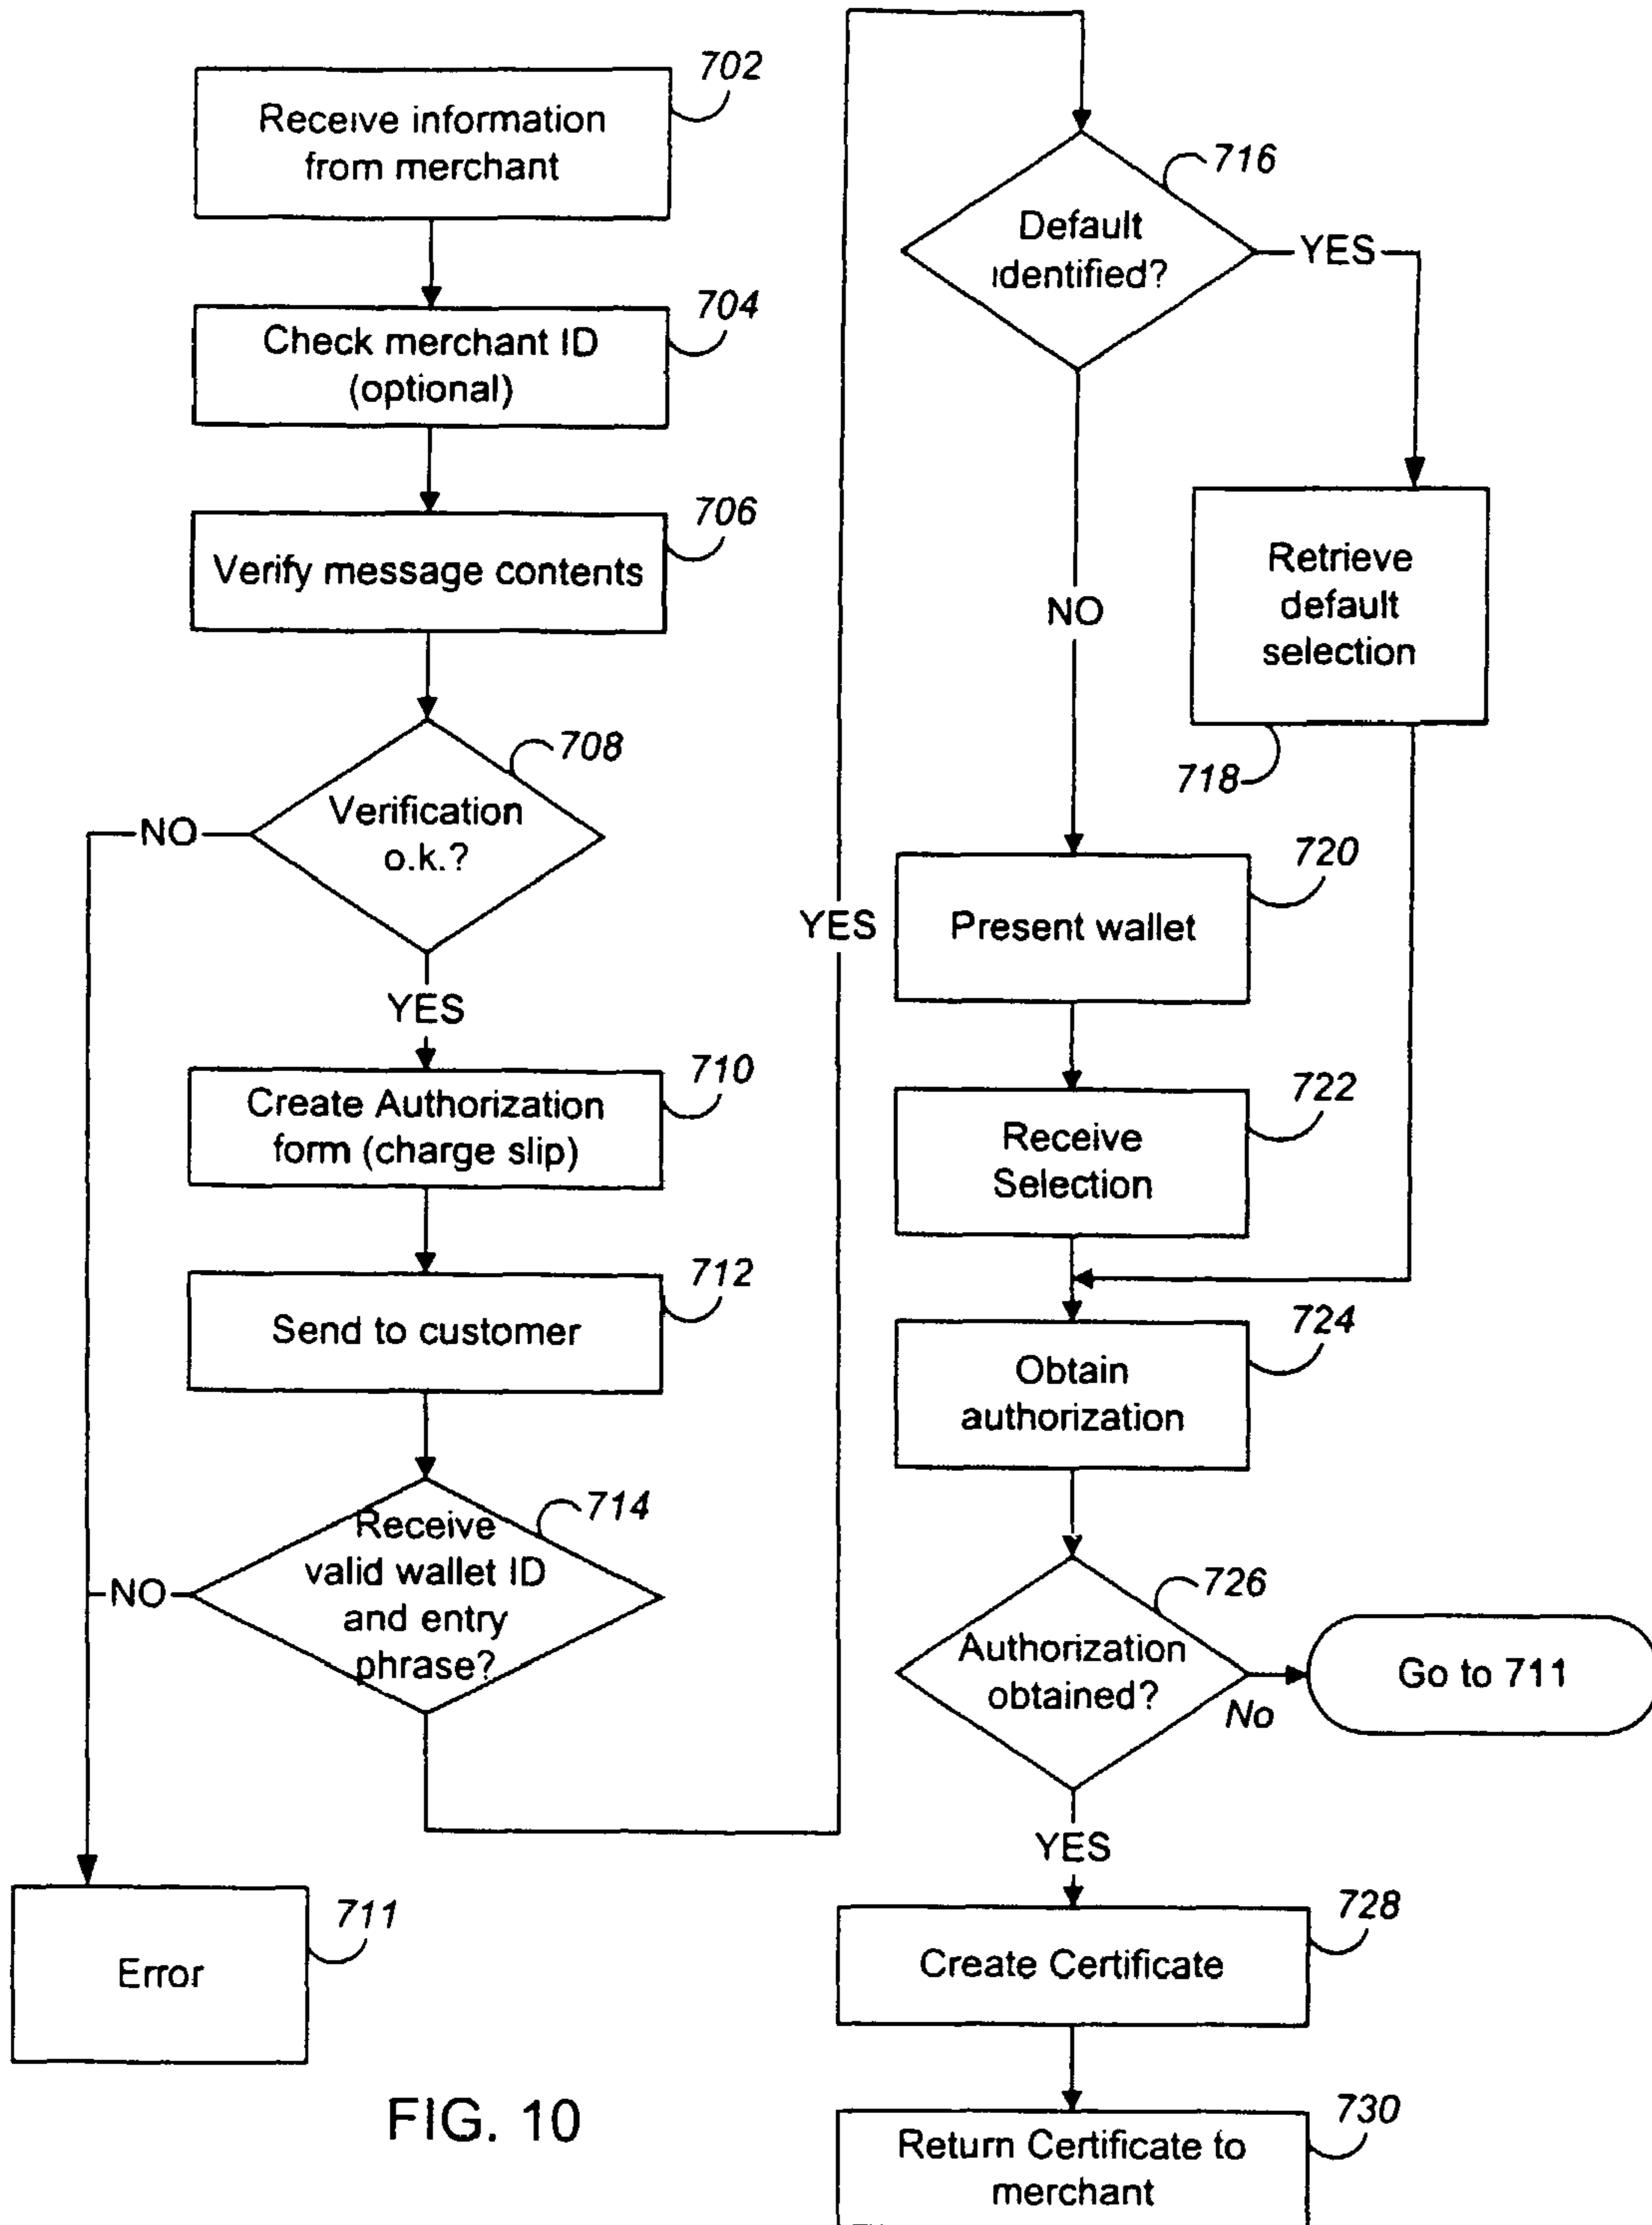 702
Receive information
from merchant
704
Check merchant ID
(optional)
706
Verify message contents
708
Verification
o.k.?
NO
YES
710
Create Authorization
form (charge slip)
712
Send to customer
714
Receive
valid wallet ID
and entry
phrase?
NO
YES
711
Error
716
Default
identified?
YES
NO
Retrieve
default
selection
718
720
Present wallet
722
Receive
Selection
724
Obtain
authorization
726
Authorization
obtained?
No
Go to 711
YES
728
Create Certificate
730
Return Certificate to
merchant
FIG. 10